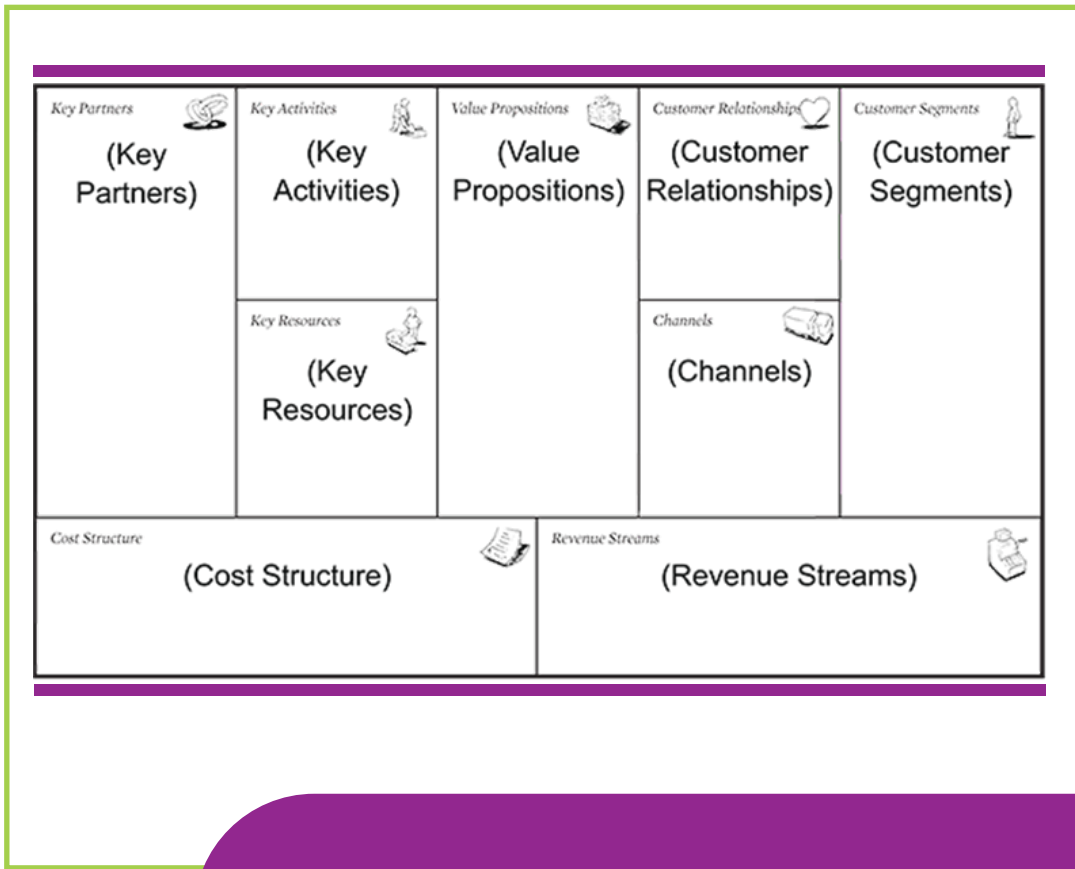 Key Partners
(Key
Partners)
Key Activities
(Key
Activities)
Key Resources
(Key
Resources)
Value Propositions
(Value
Propositions)
Customer Relationships
(Customer
Relationships)
Channels
(Channels)
Customer Segments
(Customer
Segments)
Cost Structure
(Cost Structure)
Revenue Streams
(Revenue Streams)